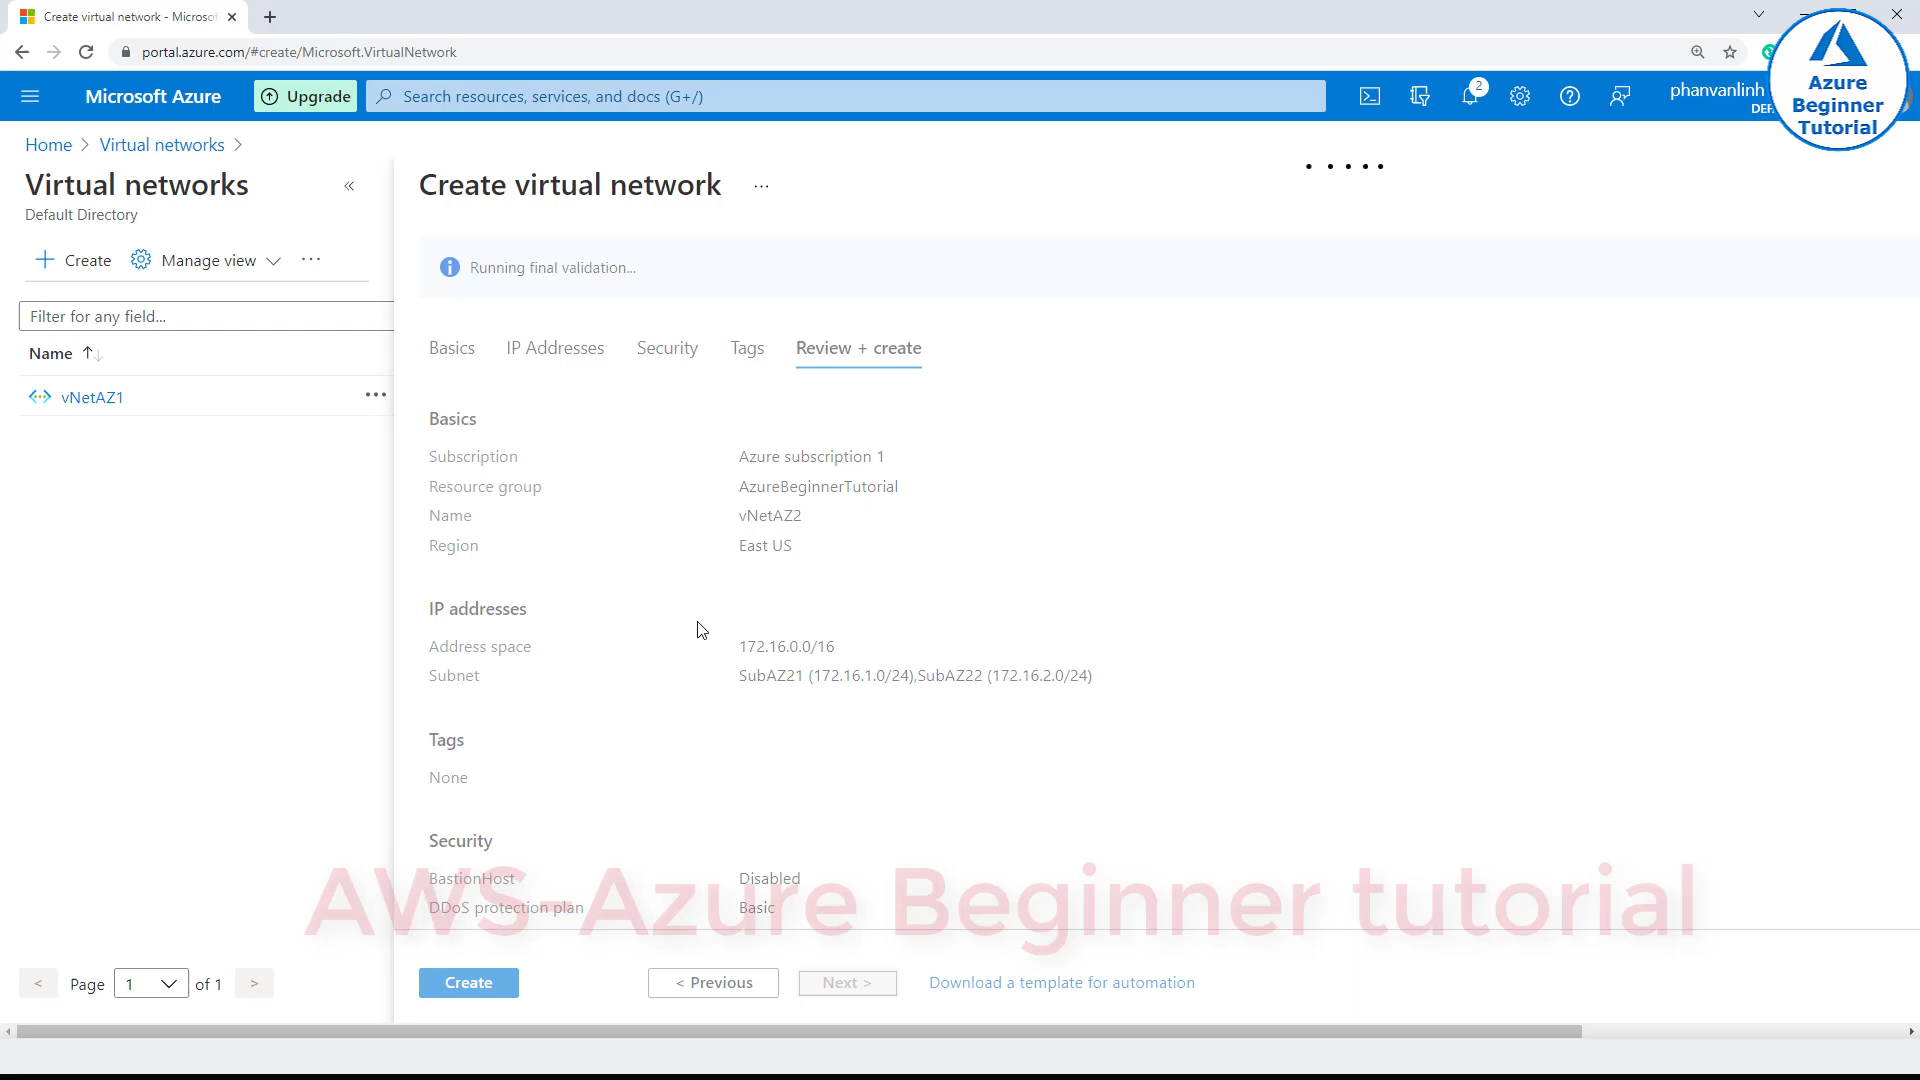 Create virtual network - Microsof
portal.azure.com/#create/Microsoft.VirtualNetwork
Microsoft Azure
Upgrade
Search resources, services, and docs (G+/)
2
phanvanlinh
Azure
Beginner
Tutorial
Home > Virtual networks >
Virtual networks
Default Directory
Create
Manage view
Filter for any field...
Name
vNetAZ1
Page 1 of 1
Create virtual network
Running final validation...
Basics
IP Addresses
Security
Tags
Review + create
Basics
Subscription Azure subscription 1
Resource group AzureBeginnerTutorial
Name vNetAZ2
Region East US
IP addresses
Address space 172.16.0.0/16
Subnet SubAZ21 (172.16.1.0/24),SubAZ22 (172.16.2.0/24)
Tags
None
Security
BastionHost Disabled
DDoS protection plan Basic
AWS-Azure Beginner tutorial
Create
< Previous
Next >
Download a template for automation